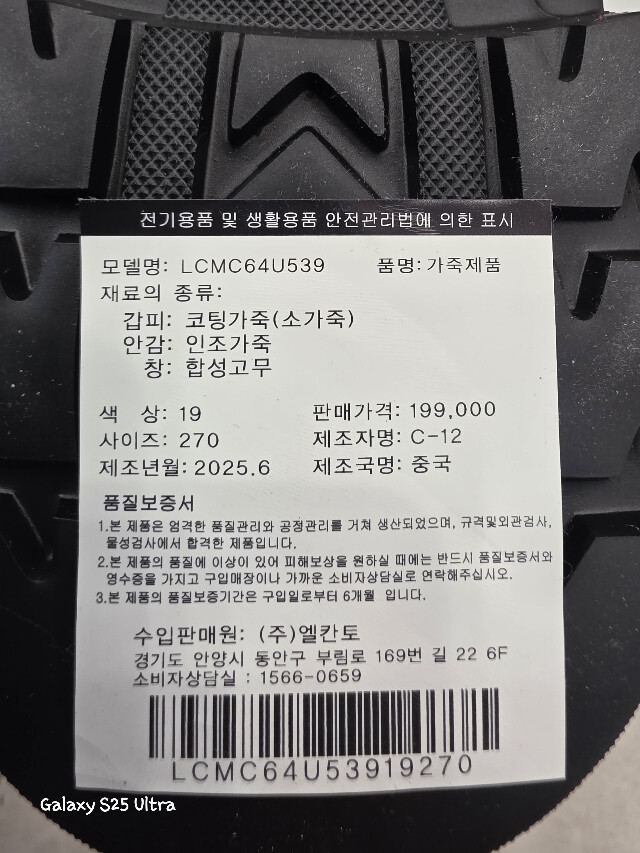 전기용품 및 생활용품 안전관리법에 의한 표시
모델명: LCMC64U539 품명: 가죽제품
재료의 종류:
갑피: 코팅가죽(소가죽)
안감: 인조가죽
창: 합성고무
색 상: 19 판매가격: 199,000
사이즈: 270 제조자명: C-12
제조년월: 2025.6 제조국명: 중국
품질보증서
1.본 제품은 엄격한 품질관리와 공정관리를 거쳐 생산되었으며, 규격및외관검사,
물성검사에서 합격한 제품입니다.
2.본 제품의 품질에 이상이 있어 피해보상을 원하실 때에는 반드시 품질보증서와
영수증을 가지고 구입매장이나 가까운 소비자상담실로 연락해주십시오.
3.본 제품의 품질보증기간은 구입일로부터 6개월 입니다.
수입판매원: (주)엘칸토
경기도 안양시 동안구 부림로 169번 길 22 6F
소비자상담실 : 1566-0659
LCMC64U53919270
Galaxy S25 Ultra